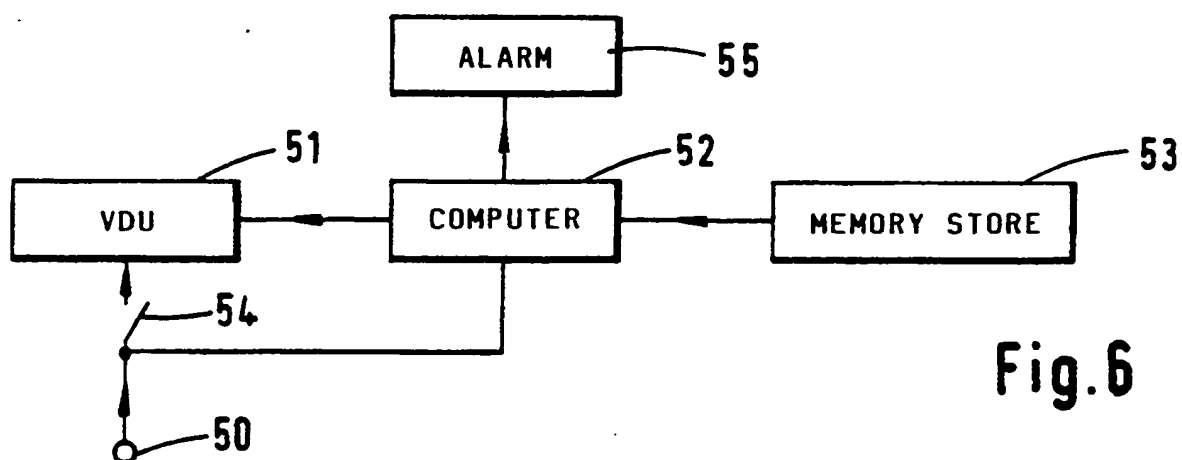 ALARM
55
51
52
53
VDU
COMPUTER
MEMORY STORE
54
Fig.6
50